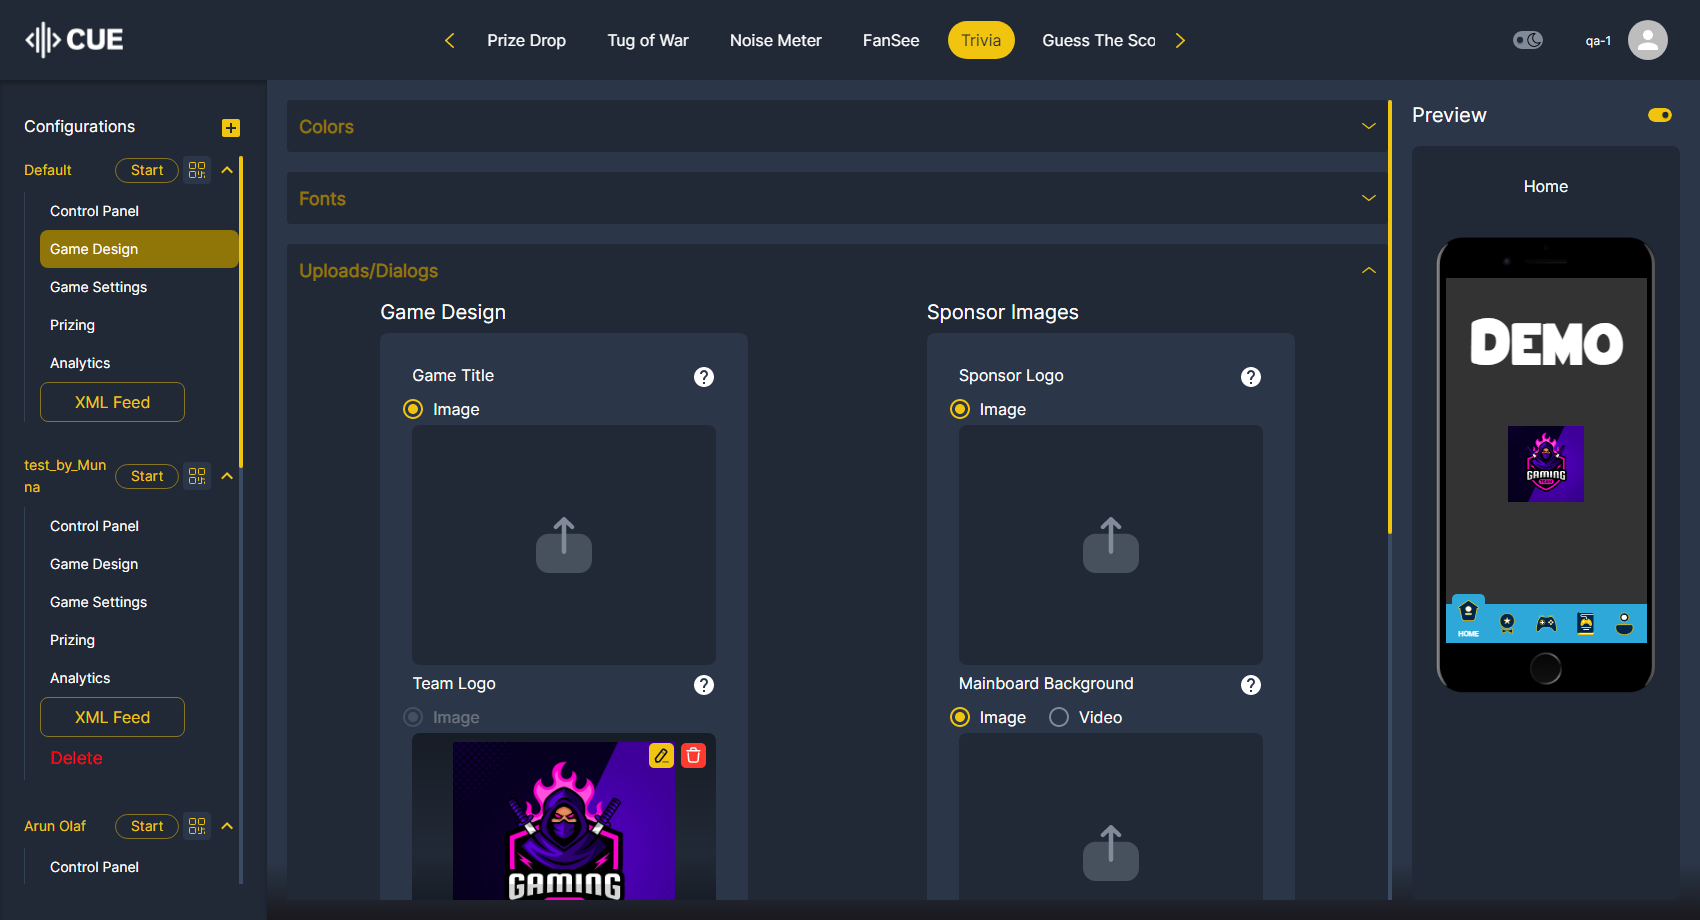 CUE
Prize Drop
Tug of War
Noise Meter
FanSee
Trivia
Guess The Sco
qa-1
Configurations
Default
Start
Control Panel
Game Design
Game Settings
Prizing
Analytics
XML Feed
test_by_Mun
na
Start
Control Panel
Game Design
Game Settings
Prizing
Analytics
XML Feed
Delete
Arun Olaf
Start
Control Panel
Colors
Fonts
Uploads/Dialogs
Game Design
Game Title
?
Image
Team Logo
?
Image
GAMING
Sponsor Images
Sponsor Logo
?
Image
Mainboard Background
?
Image
Video
Preview
Home
DEMO
GAMING
HOME